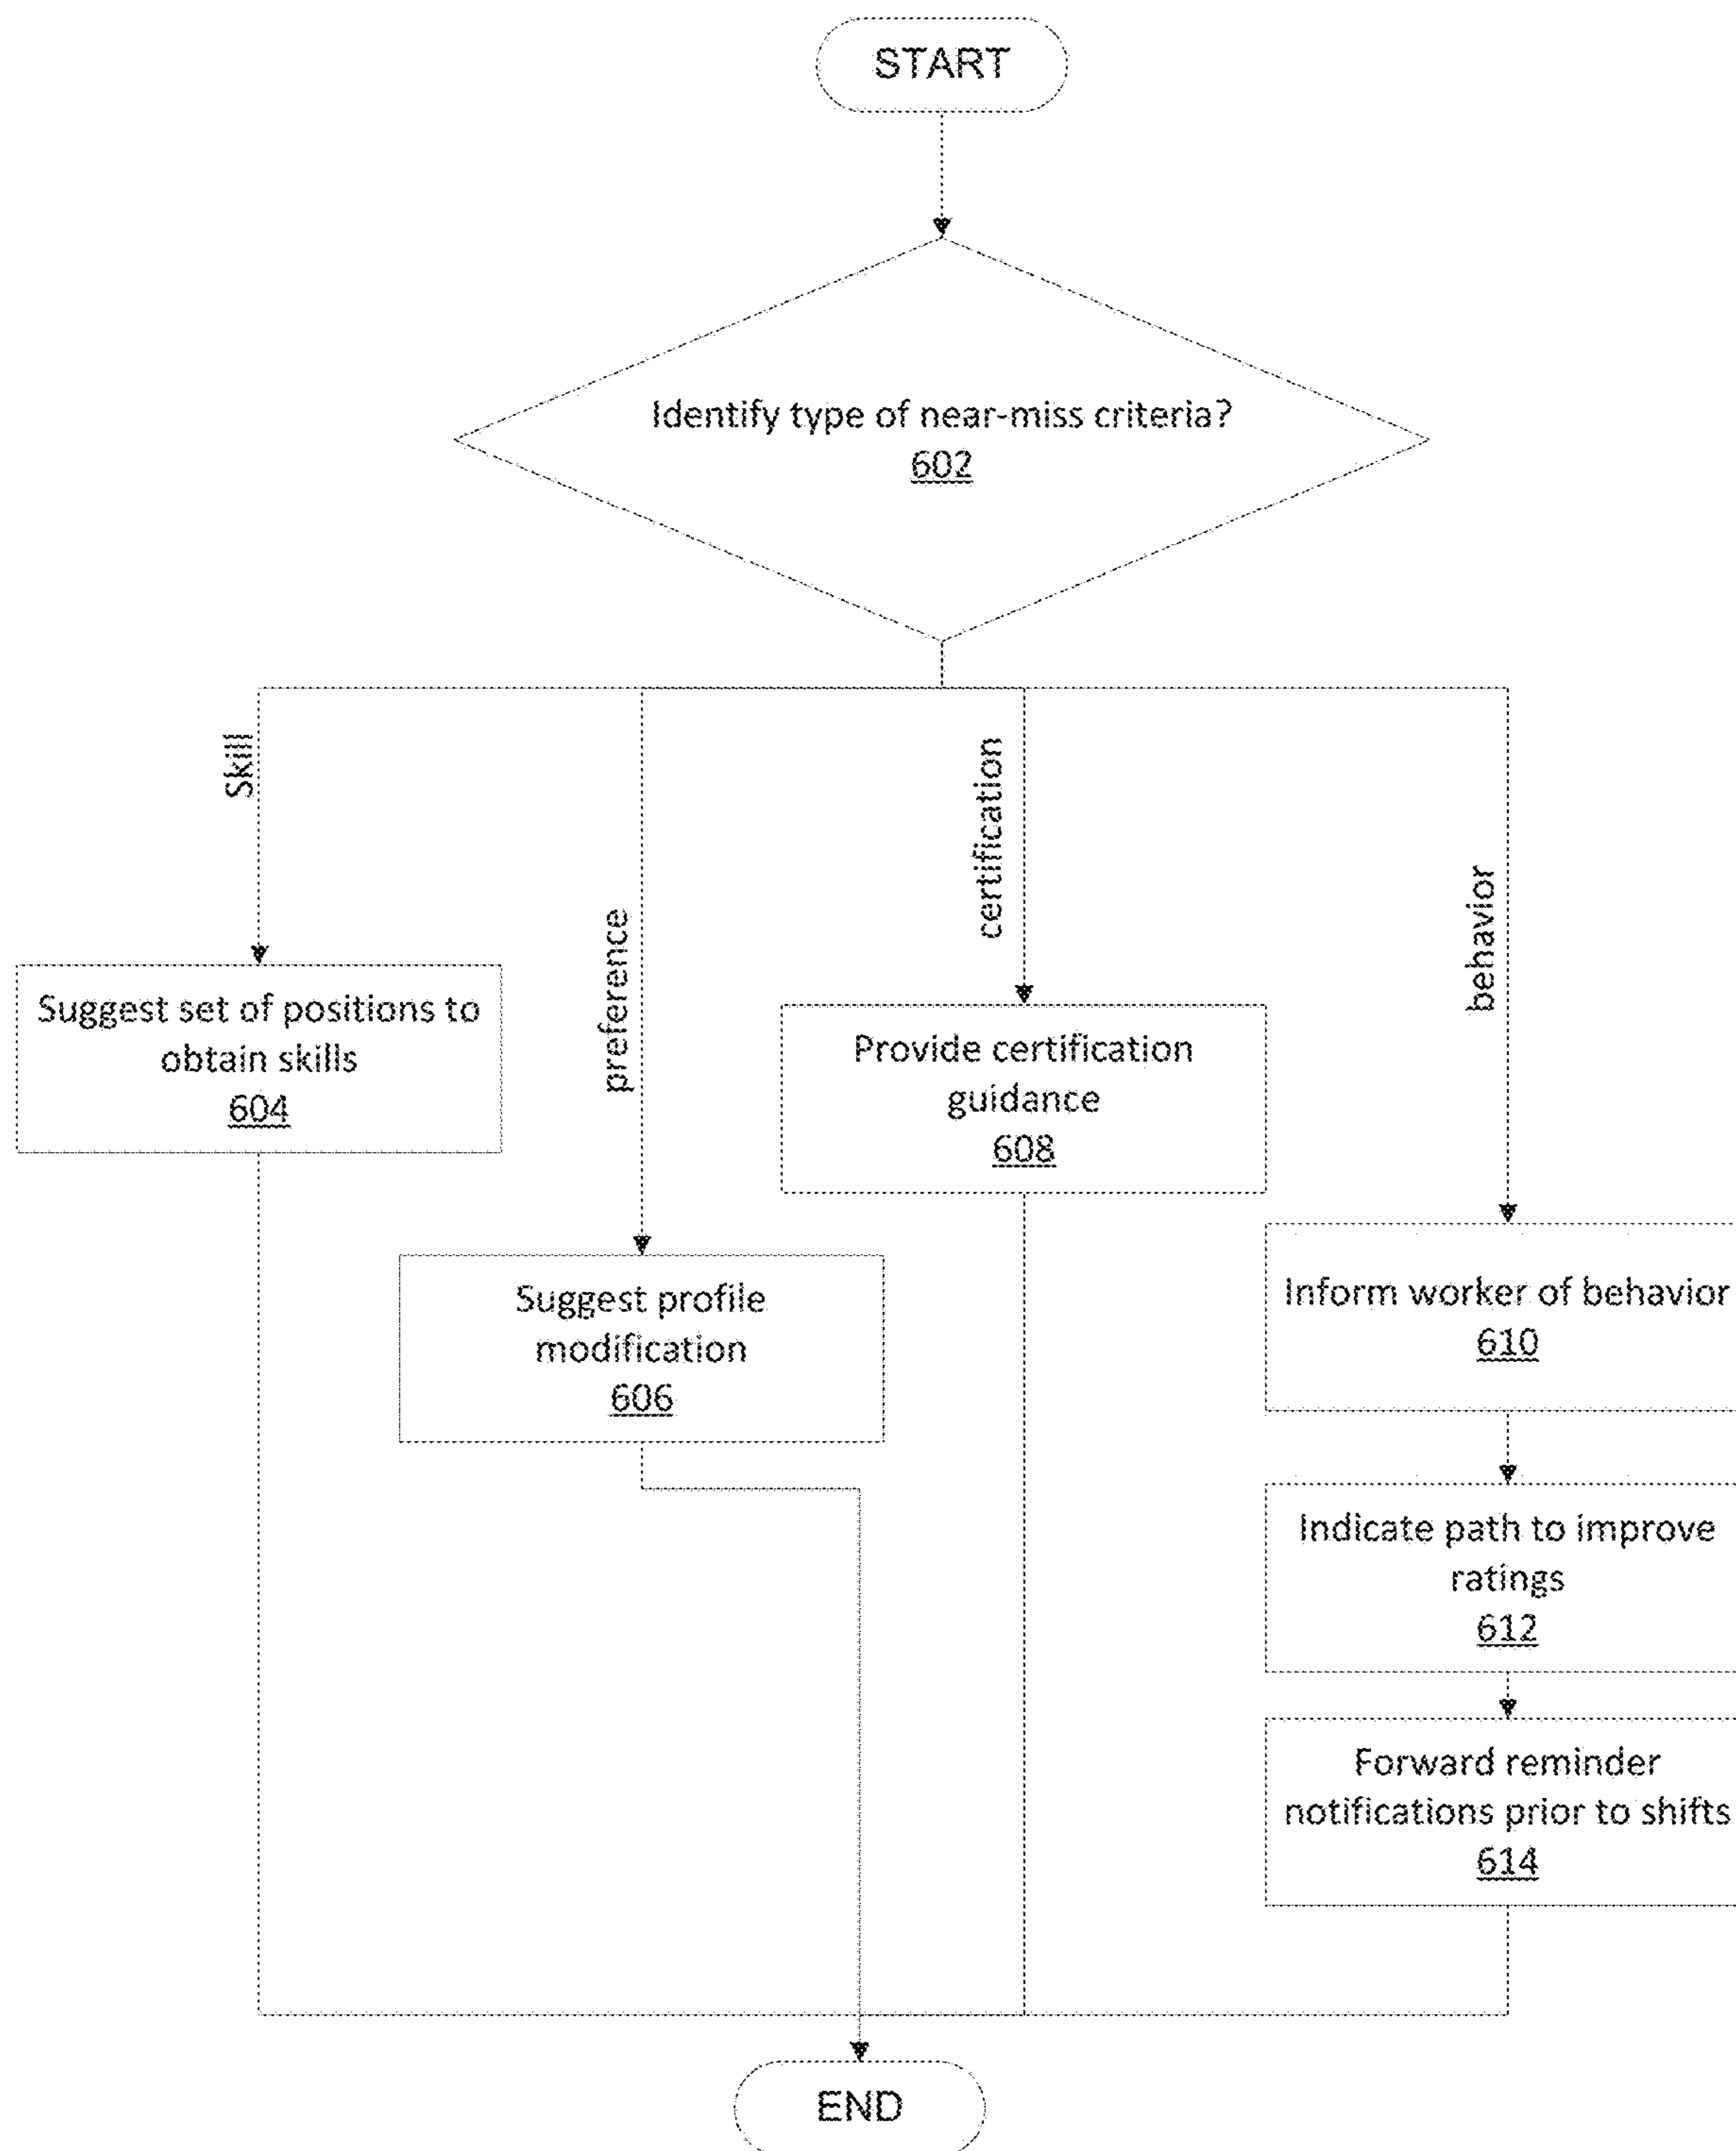 START
Identify type of near-miss criteria?
602
Skill
preference
certification
behavior
Suggest set of positions to
obtain skills
604
Suggest profile
modification
606
Provide certification
guidance
608
Inform worker of behavior
610
Indicate path to improve
ratings
612
Forward reminder
notifications prior to shifts
614
END